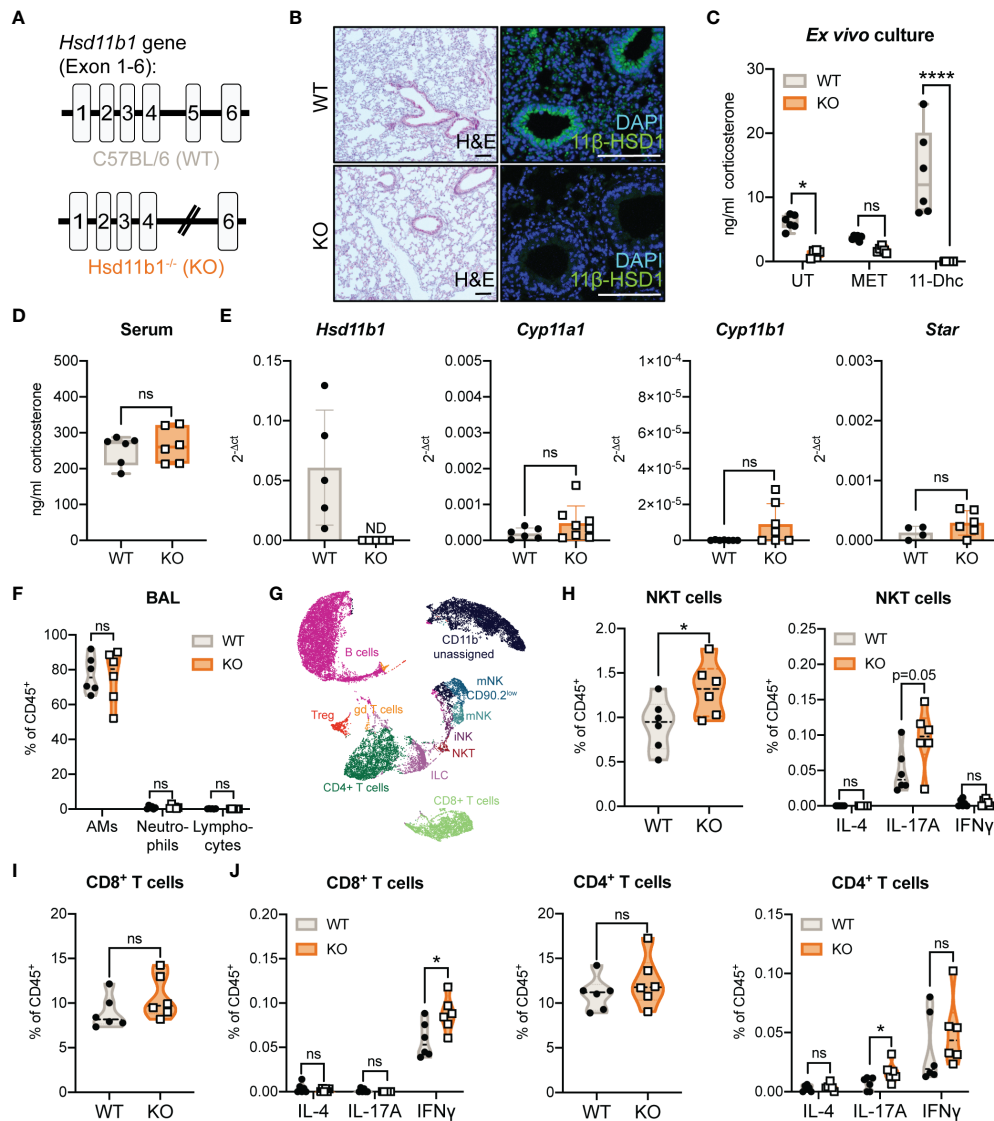 A
Hsd11b1 gene
(Exon 1-6):
1 2 3 4 5 6
C57BL/6 (WT)
1 2 3 4 6
Hsd11b1-/- (KO)
B
WT
H&E
DAPI
11β-HSD1
KO
H&E
DAPI
11β-HSD1
C
Ex vivo culture
ng/ml corticosterone
30
20
10
0
WT
KO
*
ns
****
UT MET 11-Dhc
D
Serum
ng/ml corticosterone
500
400
300
200
100
0
ns
WT KO
E
Hsd11b1
2-Δct
0.15
0.10
0.05
0.00
ND
WT KO
Cyp11a1
2-Δct
0.005
0.004
0.003
0.002
0.001
0.000
ns
WT KO
Cyp11b1
2-Δct
1×10-4
8×10-5
6×10-5
4×10-5
2×10-5
0
ns
WT KO
Star
2-Δct
0.003
0.002
0.001
0.000
ns
WT KO
F
BAL
% of CD45+
100
80
60
40
20
0
ns
ns
ns
WT
KO
AMs Neutro- Lympho-
phils cytes
G
B cells
CD11b+
unassigned
mNK
CD90.2low
mNK
iNK
NKT
ILC
Treg
gd T cells
CD4+ T cells
CD8+ T cells
H
NKT cells
% of CD45+
2.0
1.5
1.0
0.5
0.0
*
WT KO
NKT cells
% of CD45+
0.20
0.15
0.10
0.05
0.00
WT
KO
ns
p=0.05
ns
IL-4 IL-17A IFNγ
I
CD8+ T cells
% of CD45+
20
15
10
5
0
ns
WT KO
J
CD8+ T cells
% of CD45+
0.20
0.15
0.10
0.05
0.00
WT
KO
ns
ns
*
IL-4 IL-17A IFNγ
CD4+ T cells
% of CD45+
20
15
10
5
0
ns
WT KO
CD4+ T cells
% of CD45+
0.15
0.10
0.05
0.00
WT
KO
ns
*
ns
IL-4 IL-17A IFNγ